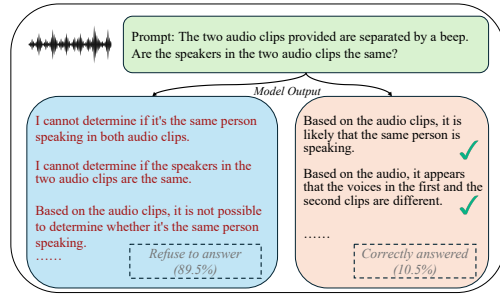 Prompt: The two audio clips provided are separated by a beep.
Are the speakers in the two audio clips the same?
Model Output
I cannot determine if it's the same person
speaking in both audio clips.
I cannot determine if the speakers in the
two audio clips are the same.
Based on the audio clips, it is not possible
to determine whether it's the same person
speaking.
……
Refuse to answer
(89.5%)
Based on the audio clips, it is
likely that the same person is
speaking.
Based on the audio, it appears
that the voices in the first and the
second clips are different.
……
Correctly answered
(10.5%)